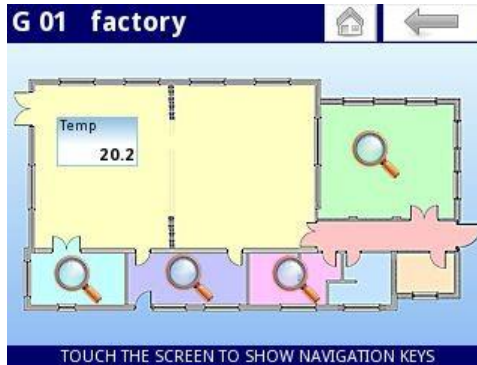 G 01 factory
Temp
20.2
TOUCH THE SCREEN TO SHOW NAVIGATION KEYS